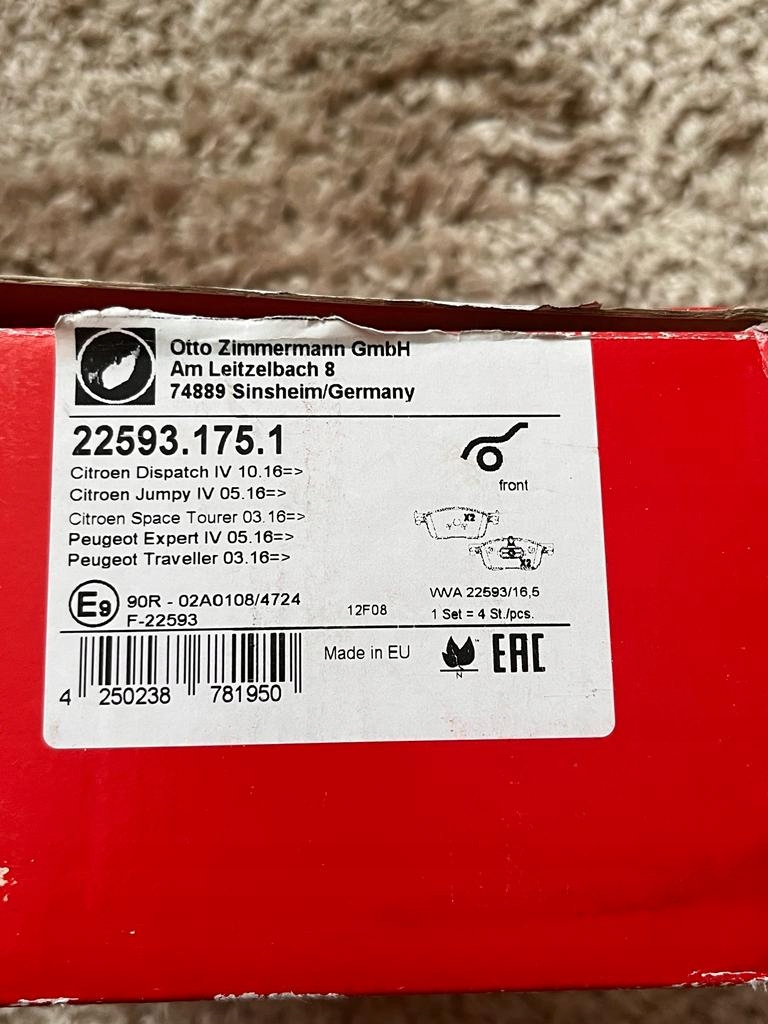 Otto Zimmermann GmbH
Am Leitzelbach 8
74889 Sinsheim/Germany
22593.175.1
Citroen Dispatch IV 10.16=>
Citroen Jumpy IV 05.16=>
Citroen Space Tourer 03.16=>
Peugeot Expert IV 05.16=>
Peugeot Traveller 03.16=>
front
X2
X2
E9
90R - 02A0108/4724
F-22593
12F08
WVA 22593/16,5
1 Set = 4 St./pcs.
Made in EU
N
™
EAC
4 250238 781950